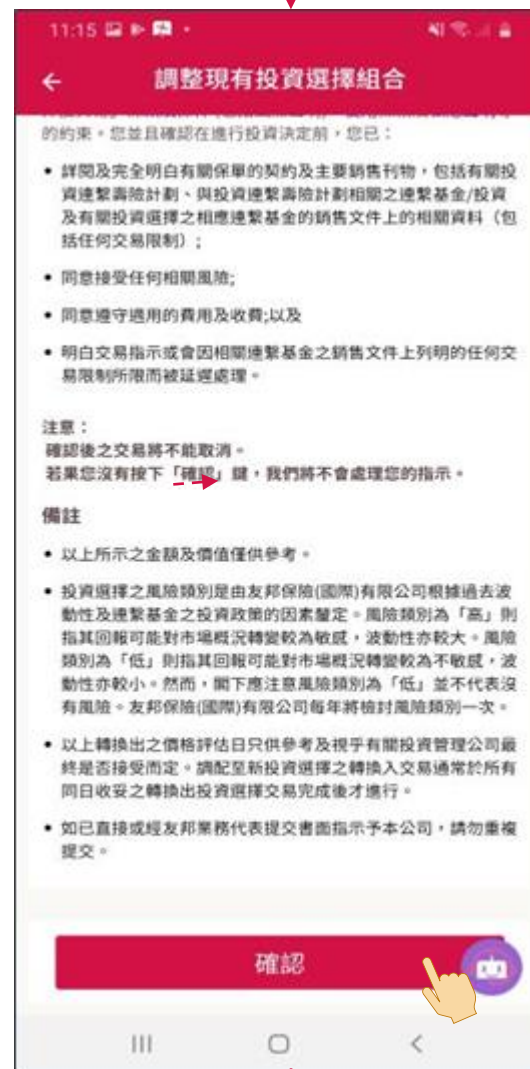 11:15
調整現有投資選擇組合
的約束。您並且確認在進行投資決定前，您已：
• 詳閱及完全明白有關保單的契約及主要銷售刊物，包括有關投
資連繫壽險計劃、與投資連繫壽險計劃相關之連繫基金/投資
及有關投資選擇之相應連繫基金的銷售文件上的相關資料（包
括任何交易限制）;
• 同意接受任何相關風險;
• 同意遵守適用的費用及收費;以及
• 明白交易指示或會因相關連繫基金之銷售文件上列明的任何交
易限制所限而被延遲處理。
注意：
確認後之交易將不能取消。
若果您沒有按下「確認」鍵，我們將不會處理您的指示。
備註
• 以上所示之金額及價值僅供參考。
• 投資選擇之風險類別是由友邦保險(國際)有限公司根據過去波
動性及連繫基金之投資政策的因素釐定。風險類別為「高」則
指其回報可能對市場概況轉變較為敏感，波動性亦較大。風險
類別為「低」則指其回報可能對市場概況轉變較為不敏感，波
動性亦較小。然而，閣下應注意風險類別為「低」並不代表沒
有風險。友邦保險(國際)有限公司每年將檢討風險類別一次。
• 以上轉換出之價格評估日只供參考及視乎有關投資管理公司最
終是否接受而定。調配至新投資選擇之轉換入交易通常於所有
同日收妥之轉換出投資選擇交易完成後才進行。
• 如已直接或經友邦業務代表提交書面指示予本公司，請勿重複
提交。
確認